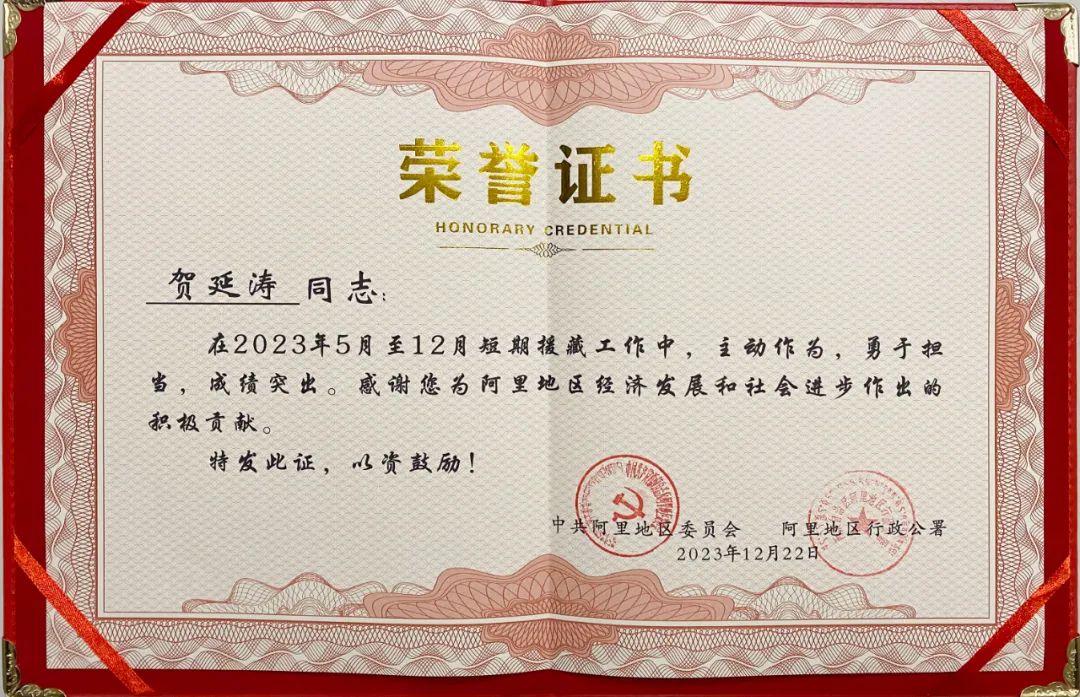 荣誉证书
HONORARY CREDENTIAL
贺延涛 同志：
在2023年5月至12月短期援藏工作中，主动作为，勇于担
当，成绩突出。感谢您为阿里地区经济发展和社会进步作出的
积极贡献。
特发此证，以资鼓励！
中共阿里地区委员会 阿里地区行政公署
2023年12月22日